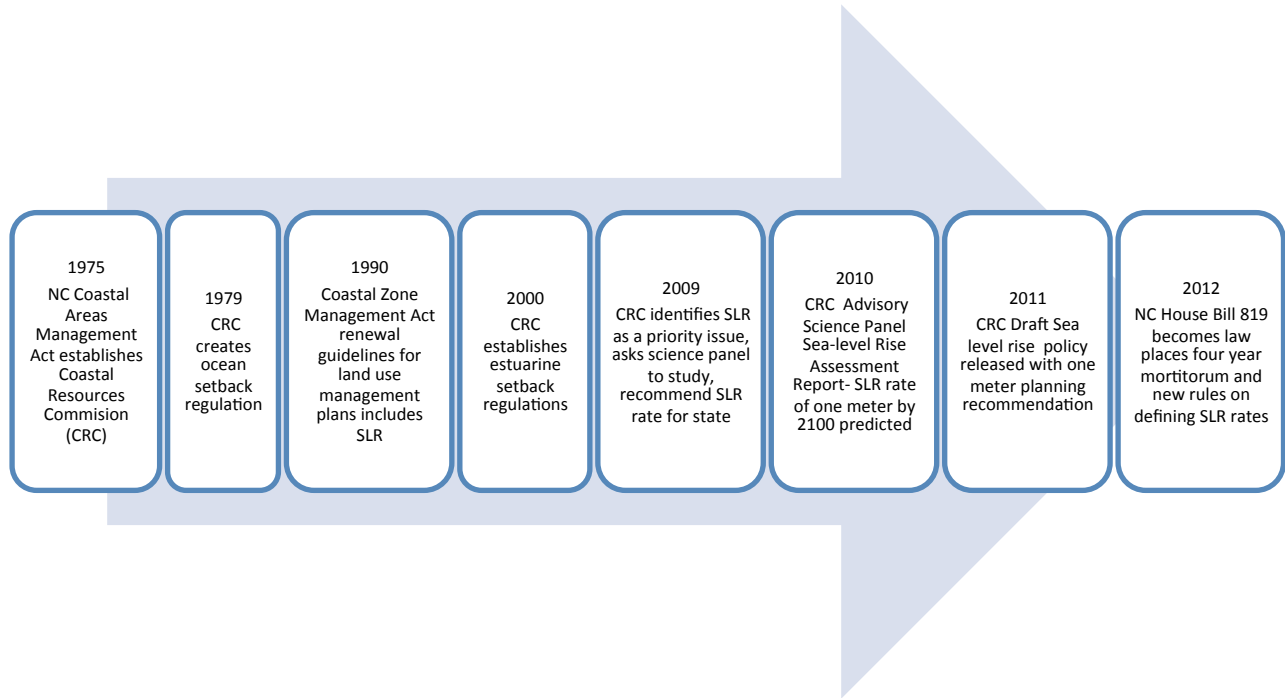 1975
NC Coastal
Areas
Management
Act establishes
Coastal
Resources
Commision
(CRC)
1979
CRC
creates
ocean
setback
regulation
1990
Coastal Zone
Management Act
renewal
guidelines for
land use
management
plans includes
SLR
2000
CRC
establishes
estuarine
setback
regulations
2009
CRC identifies SLR
as a priority issue,
asks science panel
to study,
recommend SLR
rate for state
2010
CRC Advisory
Science Panel
Sea-level Rise
Assessment
Report- SLR rate
of one meter by
2100 predicted
2011
CRC Draft Sea
level rise policy
released with one
meter planning
recommendation
2012
NC House Bill 819
becomes law
places four year
mortitorum and
new rules on
defining SLR rates